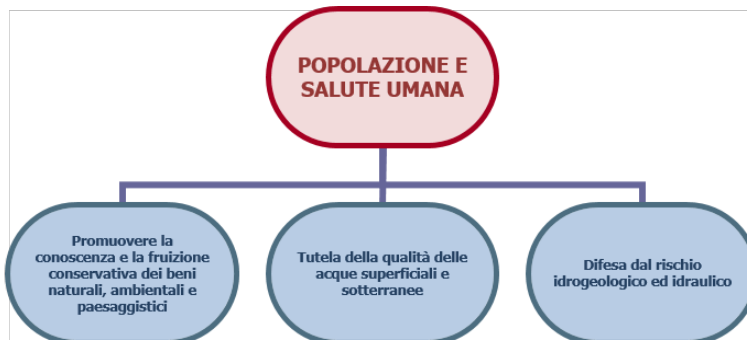 POPOLAZIONE E
SALUTE UMANA
Promuovere la
conoscenza e la fruizione
conservativa dei beni
naturali, ambientali e
paesaggistici
Tutela della qualità delle
acque superficiali e
sotterranee
Difesa dal rischio
idrogeologico ed idraulico